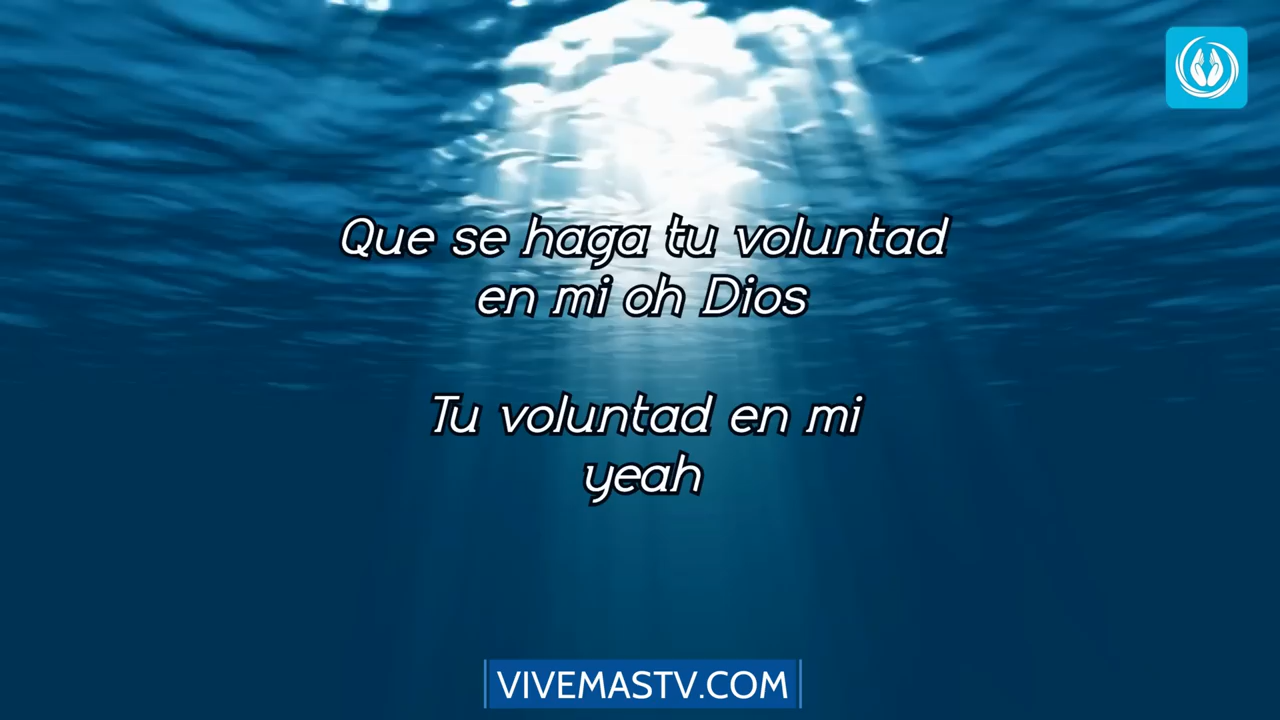 Que se haga tu voluntad
en mi oh Dios
Tu voluntad en mi
yeah
VIVEMASTV.COM